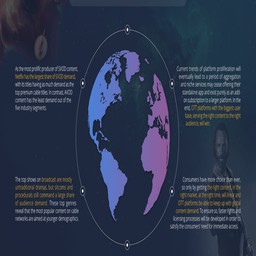 As the most prolific producer of SVOD content,
Netflix has the largest share of SVOD demand,
with its titles having as much demand as the
top premium cable titles. In contrast, AVOD
content has the least demand out of the
five industry segments.
Current trends of platform proliferation will
eventually lead to a period of aggregation
and niche services may cease offering their
standalone app and exist purely as an add-
on subscription to a larger platform. In the
end, OTT platforms with the biggest user
base, serving the right content to the right
audiences will win.
The top shows on broadcast are mostly
unscripted, but
procedurals still command a large share
of audience demand. These top genres
reveal that the most popular content on cable
networks are aimed at younger demographics.
Consumers have more choice than ever,
so only by getting the right content, in the
right market, at the right time will linear and
OTT platforms be able to keep up with global
content demand. To ensure so, faster rights and
licensing processes will be developed in order to
satisfy the consumer need for immediate access.